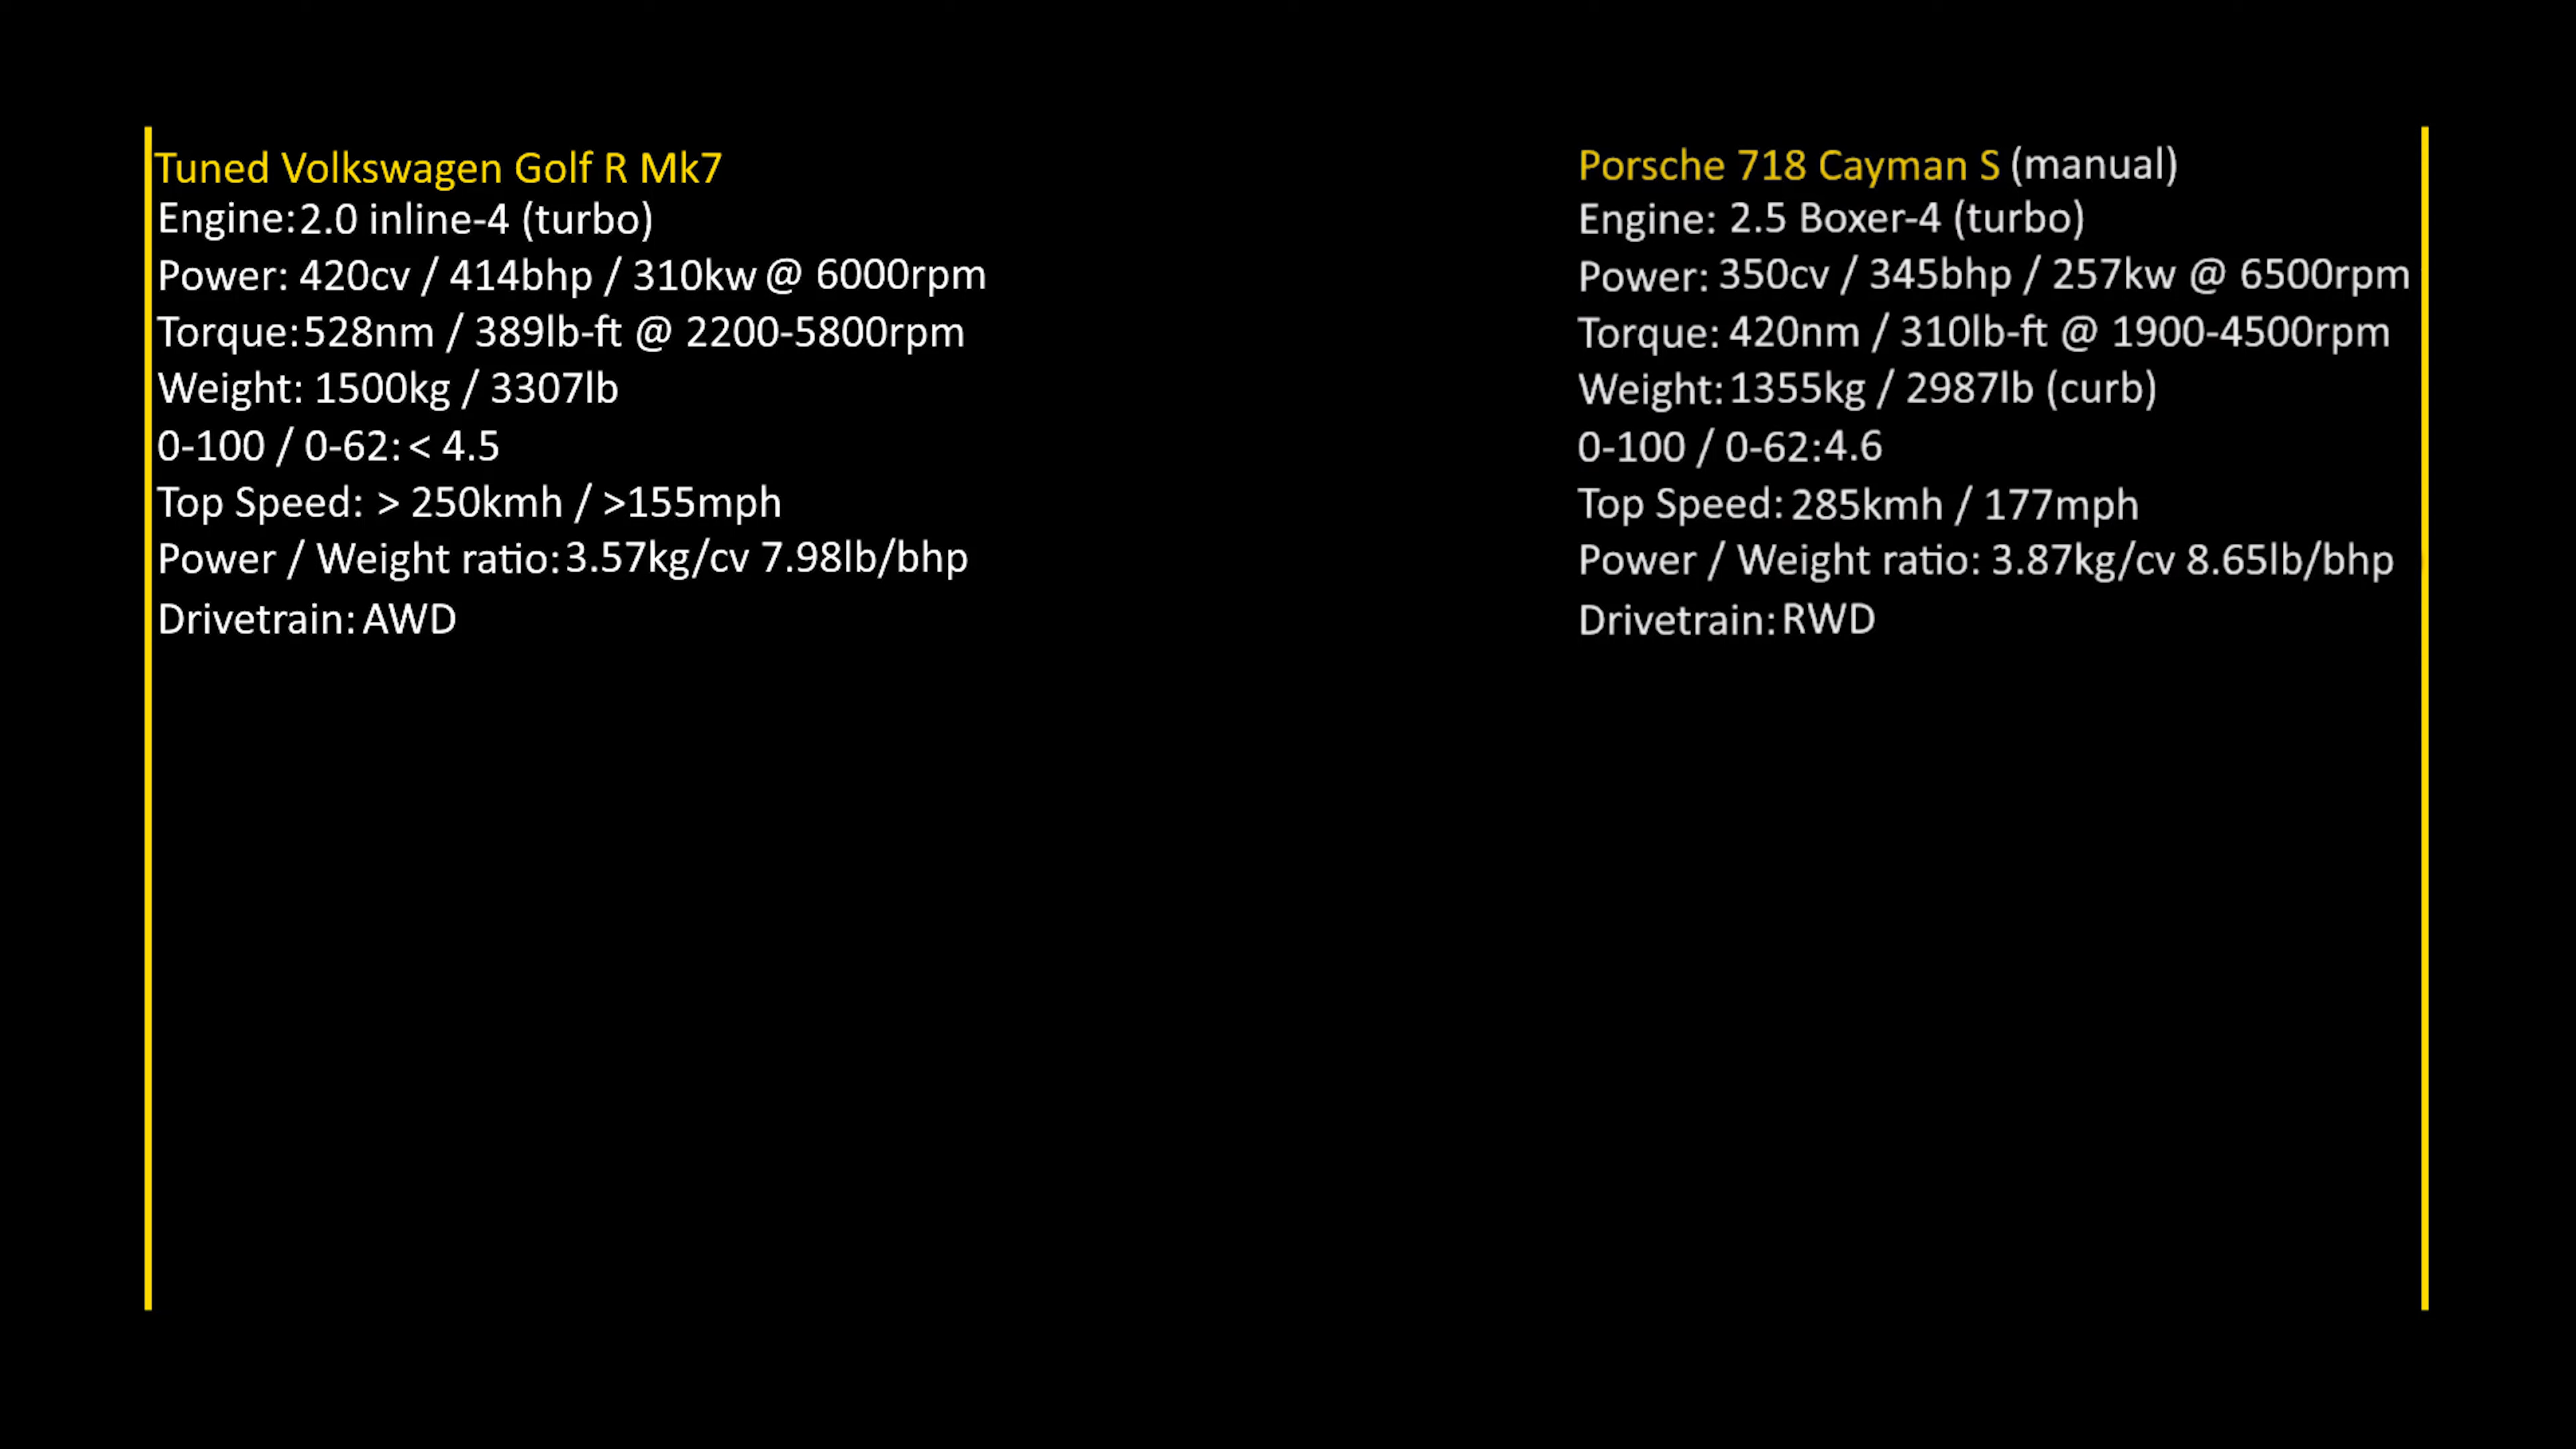 Tuned Volkswagen Golf R Mk7
Engine: 2.0 inline-4 (turbo)
Power: 420cv / 414bhp / 310kw @ 6000rpm
Torque: 528nm / 389lb-ft @ 2200-5800rpm
Weight: 1500kg / 3307lb
0-100 / 0-62: < 4.5
Top Speed: > 250kmh / >155mph
Power / Weight ratio: 3.57kg/cv 7.98lb/bhp
Drivetrain: AWD
Porsche 718 Cayman S (manual)
Engine: 2.5 Boxer-4 (turbo)
Power: 350cv / 345bhp / 257kw @ 6500rpm
Torque: 420nm / 310lb-ft @ 1900-4500rpm
Weight: 1355kg / 2987lb (curb)
0-100 / 0-62:4.6
Top Speed: 285kmh / 177mph
Power / Weight ratio: 3.87kg/cv 8.65lb/bhp
Drivetrain: RWD